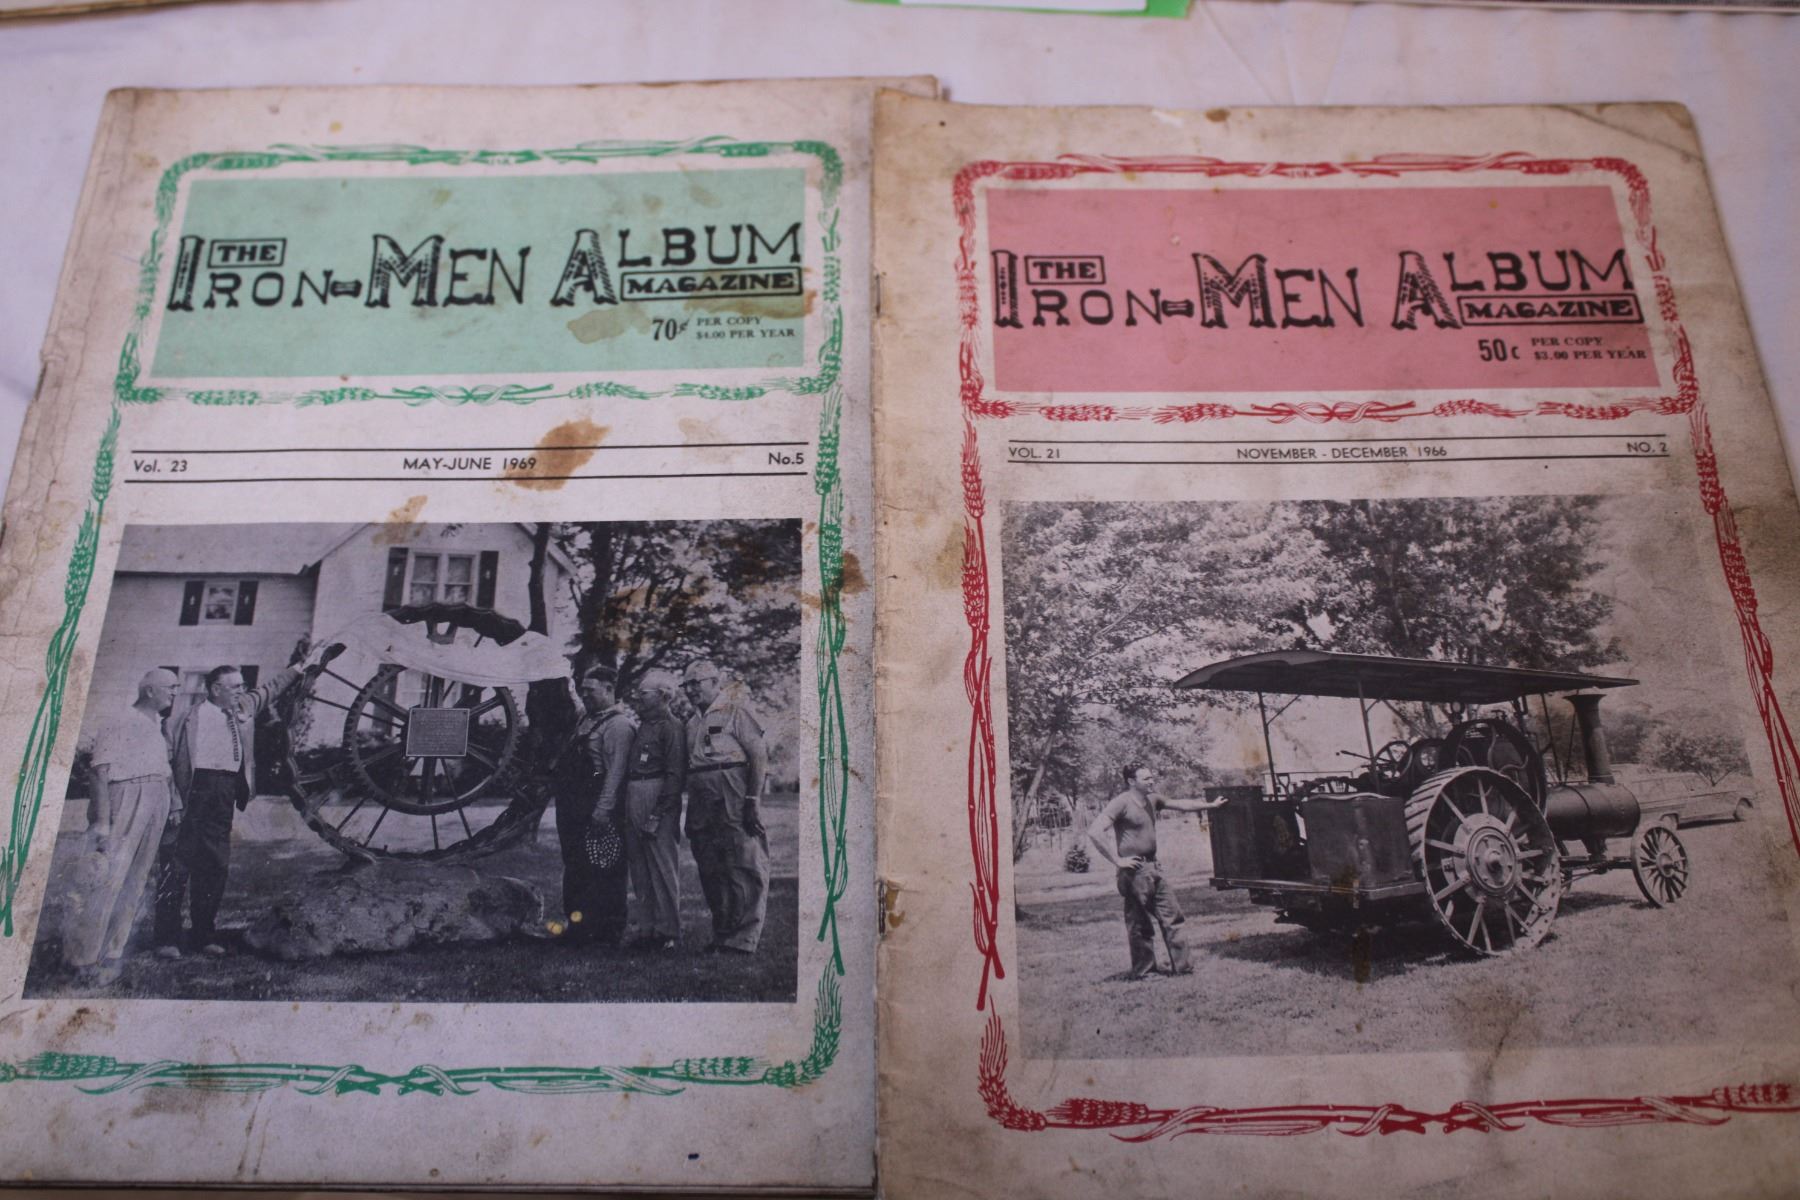 THE
IRON-MEN ALBUM
MAGAZINE
70¢ PER COPY
$4.00 PER YEAR
Vol. 23 MAY-JUNE 1969 No.5
THE
IRON-MEN ALBUM
MAGAZINE
50¢ PER COPY
$3.00 PER YEAR
VOL. 21 NOVEMBER - DECEMBER 1966 NO. 2